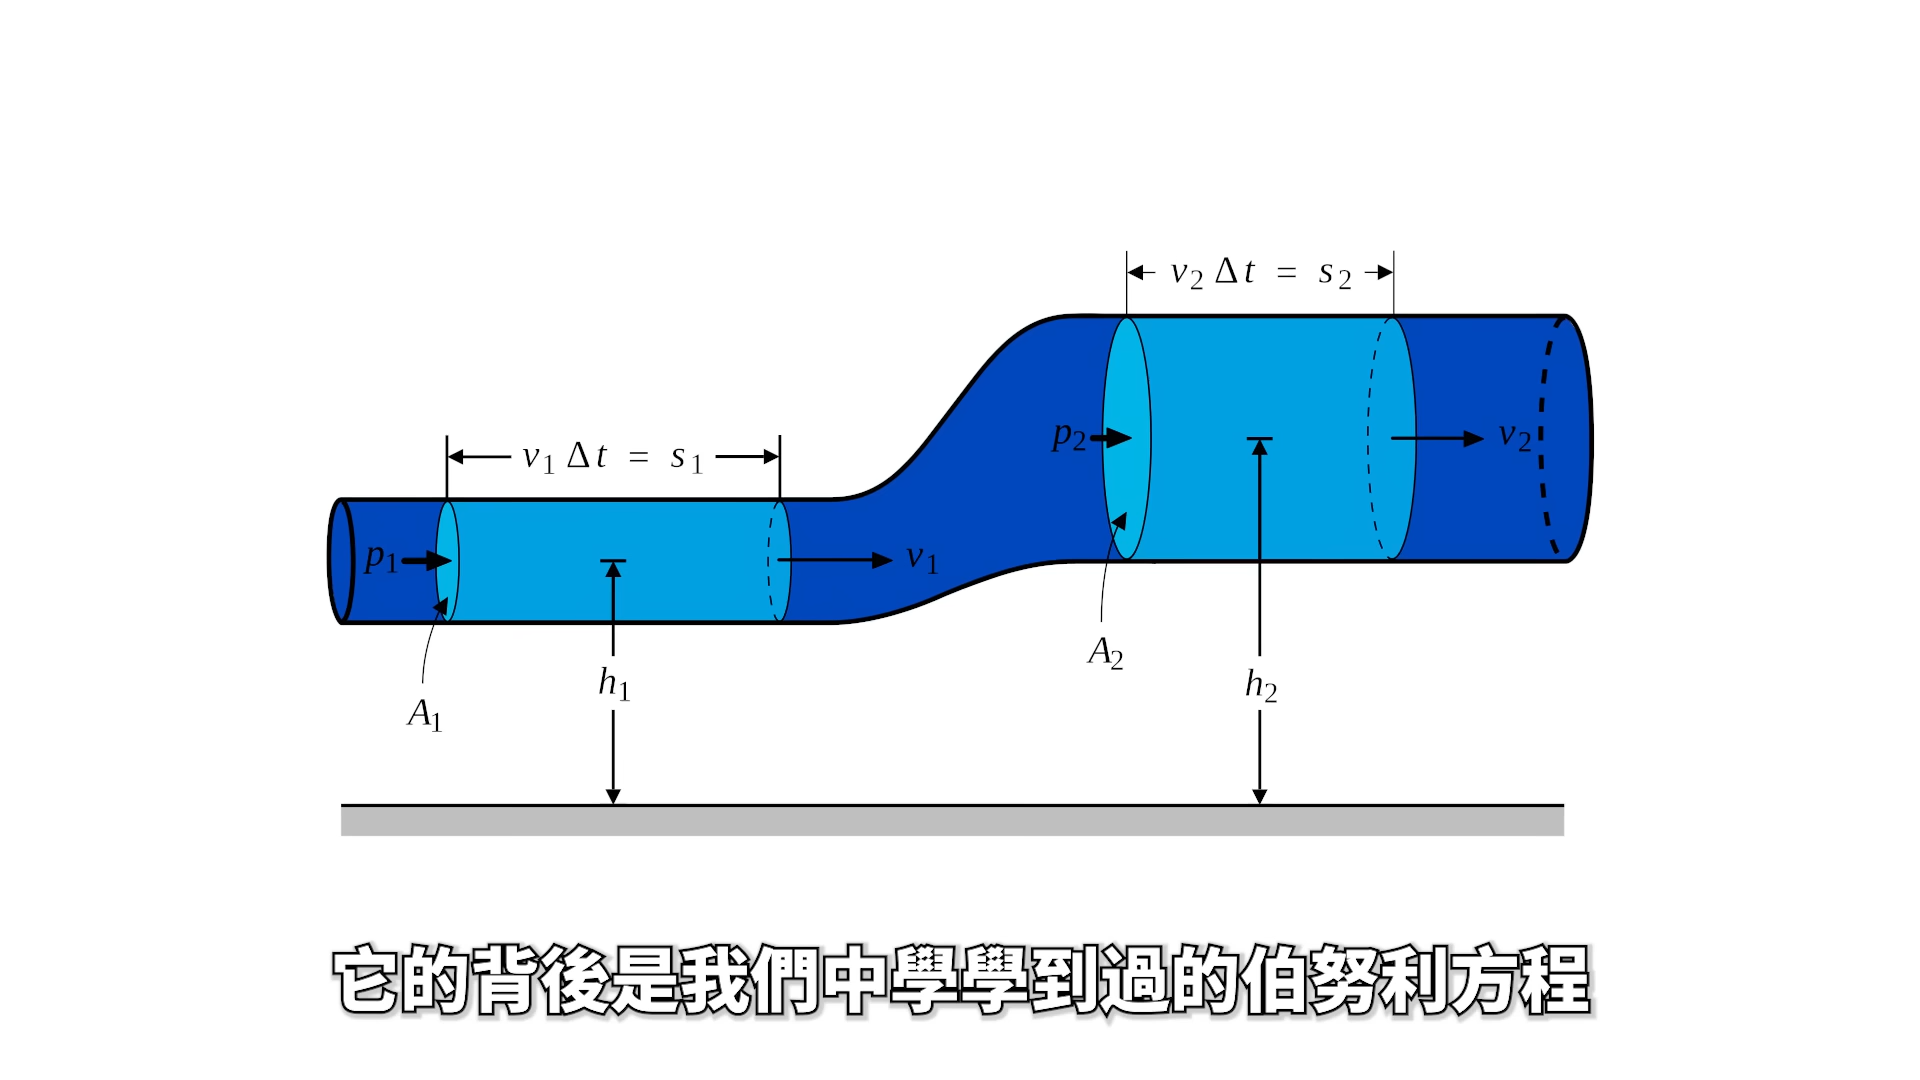 v₂ Δt = s₂
v₁ Δt = s₁
p₂
v₂
p₁
v₁
A₂
h₁
h₂
A₁
它的背後是我們中學學到過的伯努利方程